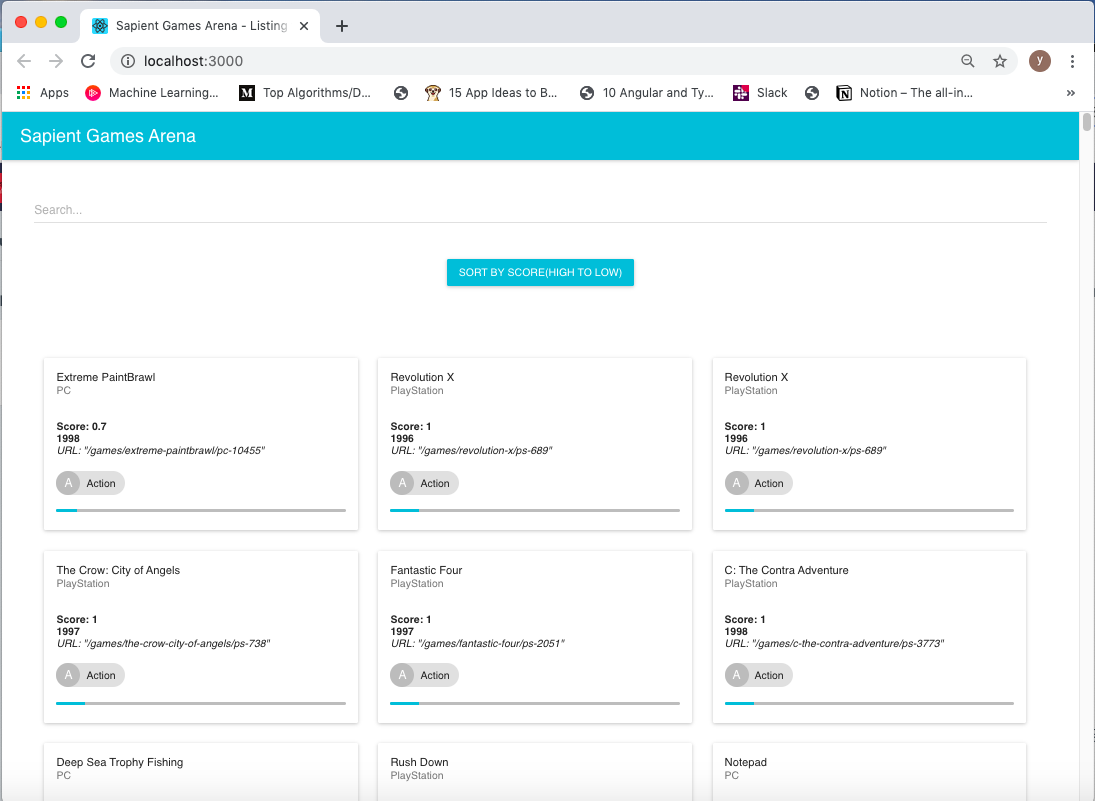 Sapient Games Arena - Listing
localhost:3000
y
Apps Machine Learning... M Top Algorithms/D... 15 App Ideas to B... 10 Angular and Ty... Slack Notion – The all-in... »
Sapient Games Arena
Search...
SORT BY SCORE(HIGH TO LOW)
Extreme PaintBrawl
PC
Score: 0.7
1998
URL: "/games/extreme-paintbrawl/pc-10455"
A Action
Revolution X
PlayStation
Score: 1
1996
URL: "/games/revolution-x/ps-689"
A Action
Revolution X
PlayStation
Score: 1
1996
URL: "/games/revolution-x/ps-689"
A Action
The Crow: City of Angels
PlayStation
Score: 1
1997
URL: "/games/the-crow-city-of-angels/ps-738"
A Action
Fantastic Four
PlayStation
Score: 1
1997
URL: "/games/fantastic-four/ps-2051"
A Action
C: The Contra Adventure
PlayStation
Score: 1
1998
URL: "/games/c-the-contra-adventure/ps-3773"
A Action
Deep Sea Trophy Fishing
PC
Rush Down
PlayStation
Notepad
PC